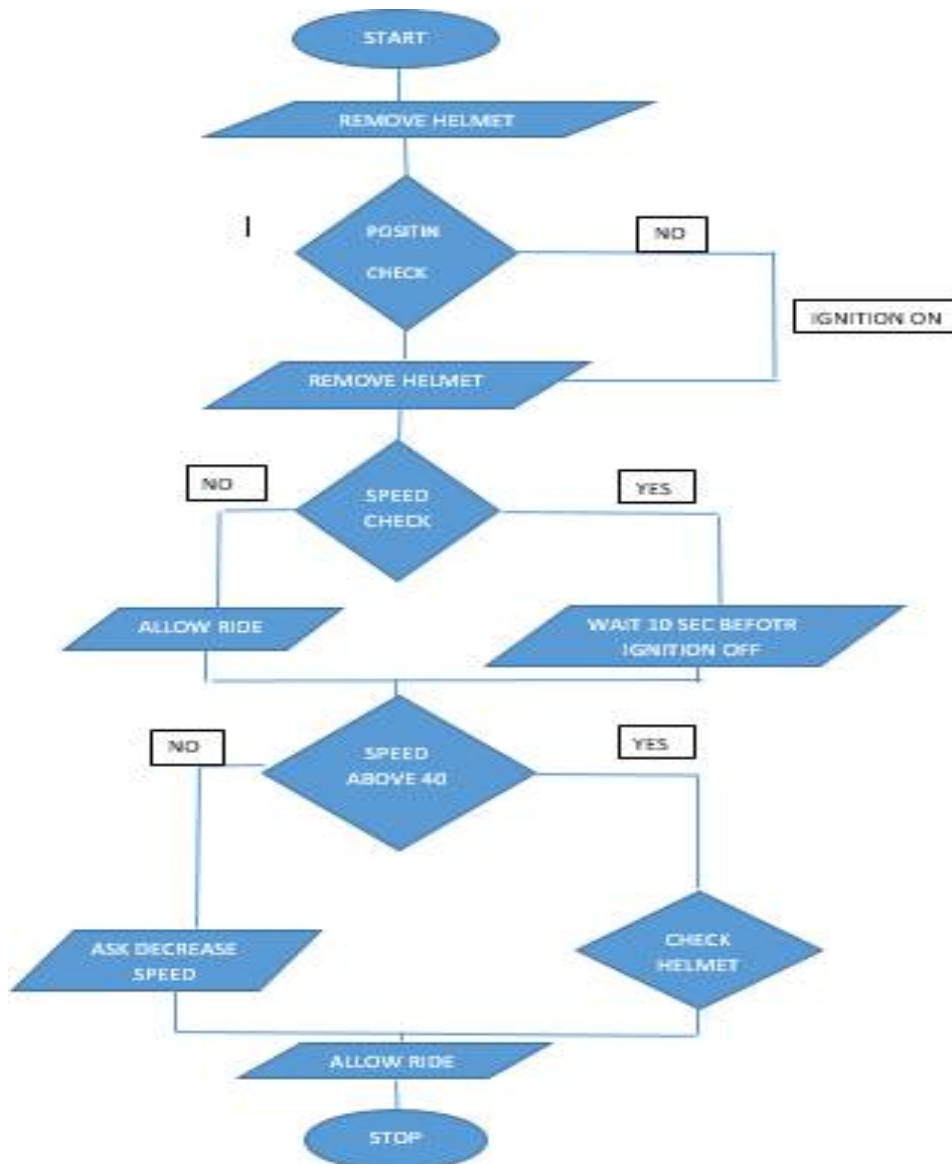 START
REMOVE HELMET
POSITIN
CHECK
NO
IGNITION ON
REMOVE HELMET
NO
SPEED
CHECK
YES
ALLOW RIDE
WAIT 10 SEC BEFOTR
IGNITION OFF
NO
SPEED
ABOVE 40
YES
ASK DECREASE
SPEED
CHECK
HELMET
ALLOW RIDE
STOP